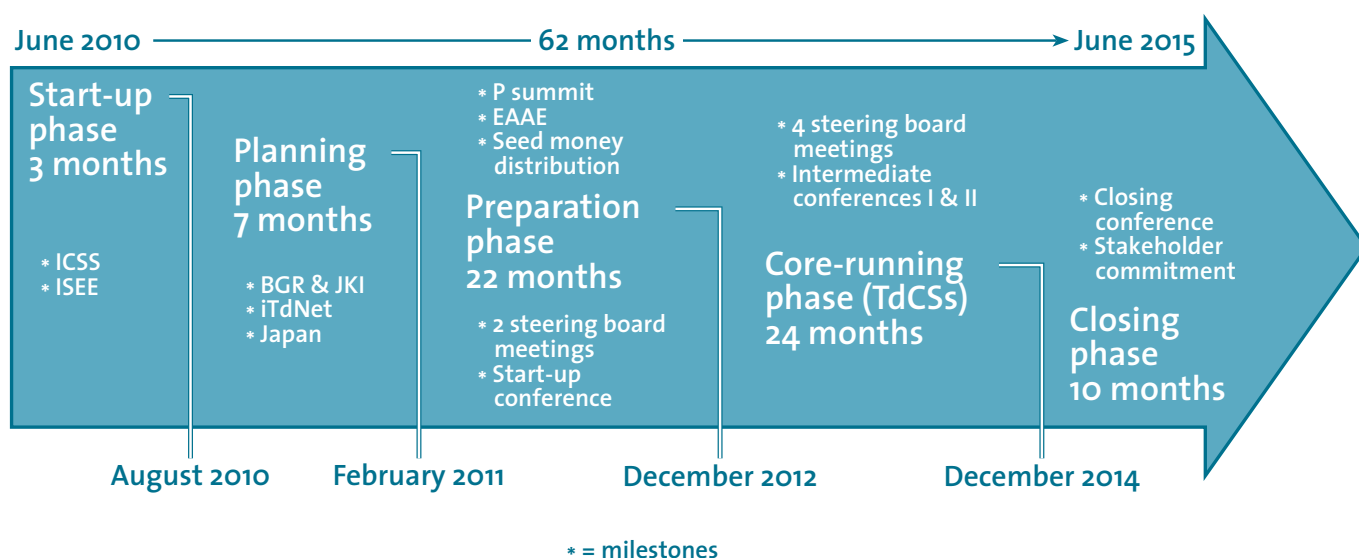 June 2010
62 months
June 2015
Start-up
phase
3 months
* ICSS
* ISEE
Planning
phase
7 months
* BGR & JKI
* iTdNet
* Japan
* P summit
* EAAE
* Seed money
distribution
Preparation
phase
22 months
* 2 steering board
meetings
* Start-up
conference
* 4 steering board
meetings
* Intermediate
conferences I & II
Core-running
phase (TdCSs)
24 months
* Closing
conference
* Stakeholder
commitment
Closing
phase
10 months
August 2010
February 2011
December 2012
December 2014
* = milestones